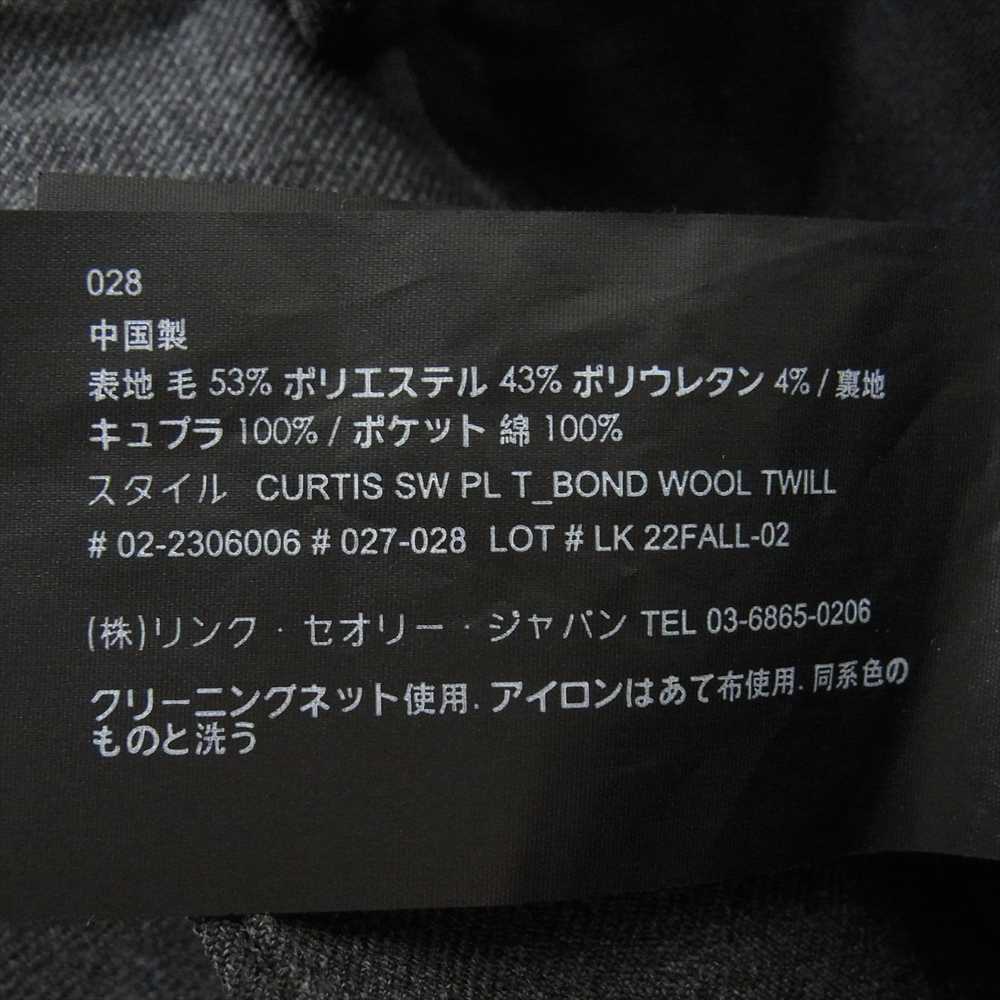 028
中国製
表地 毛 53% ポリエステル 43% ポリウレタン 4% / 裏地
キュプラ 100% / ポケット 綿 100%
スタイル CURTIS SW PL T_BOND WOOL TWILL
# 02-2306006 # 027-028 LOT # LK 22FALL-02
(株)リンク・セオリー・ジャパン TEL 03-6865-0206
クリーニングネット使用. アイロンはあて布使用. 同系色の
ものと洗う